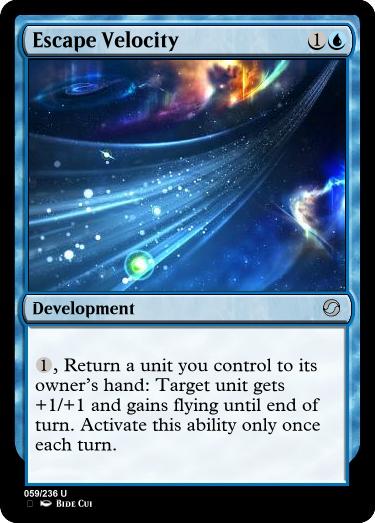 Escape Velocity 1
Development
1, Return a unit you control to its
owner's hand: Target unit gets
+1/+1 and gains flying until end of
turn. Activate this ability only once
each turn.
059/236 U
Bide Cui